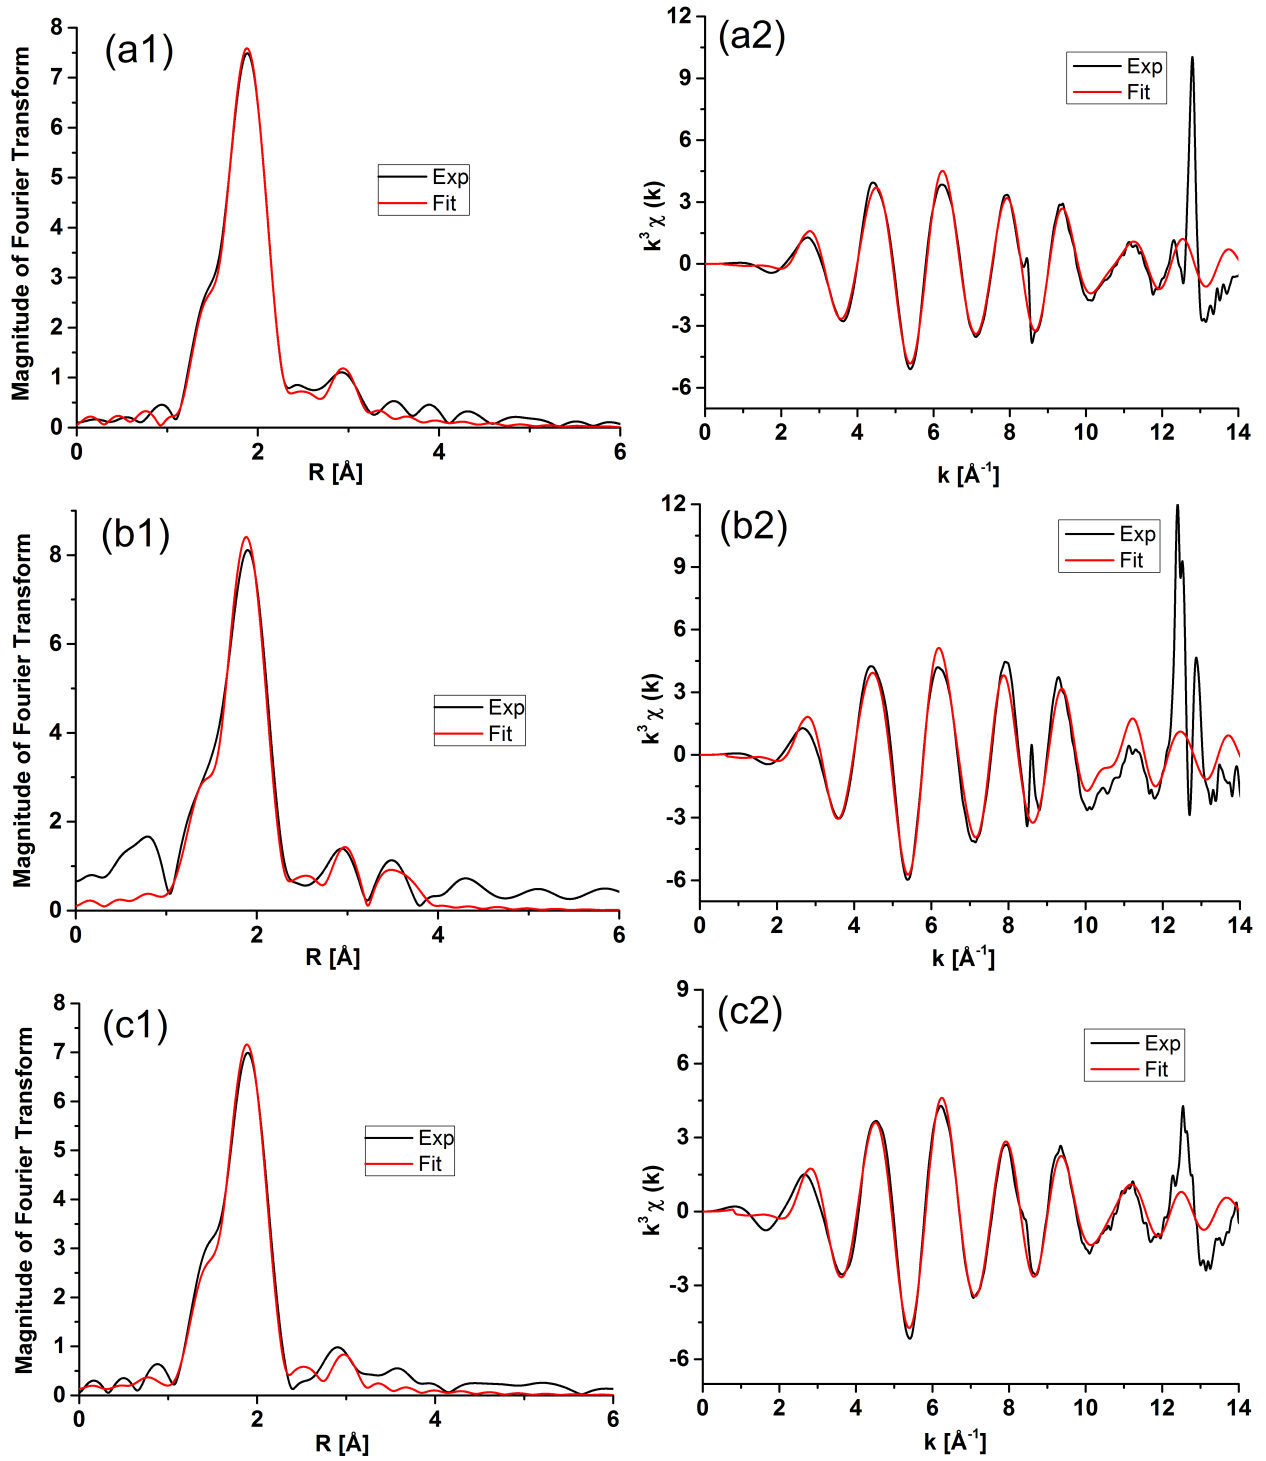 (a1)
Magnitude of Fourier Transform
8
7
6
5
4
3
2
1
0
Exp
Fit
0 2 4 6
R [Å]
(a2)
k³ χ (k)
12
9
6
3
0
-3
-6
Exp
Fit
0 2 4 6 8 10 12 14
k [Å⁻¹]
(b1)
Magnitude of Fourier Transform
8
6
4
2
0
Exp
Fit
0 2 4 6
R [Å]
(b2)
k³ χ (k)
12
9
6
3
0
-3
-6
Exp
Fit
0 2 4 6 8 10 12 14
k [Å⁻¹]
(c1)
Magnitude of Fourier Transform
8
7
6
5
4
3
2
1
0
Exp
Fit
0 2 4 6
R [Å]
(c2)
k³ χ (k)
9
6
3
0
-3
-6
Exp
Fit
0 2 4 6 8 10 12 14
k [Å⁻¹]